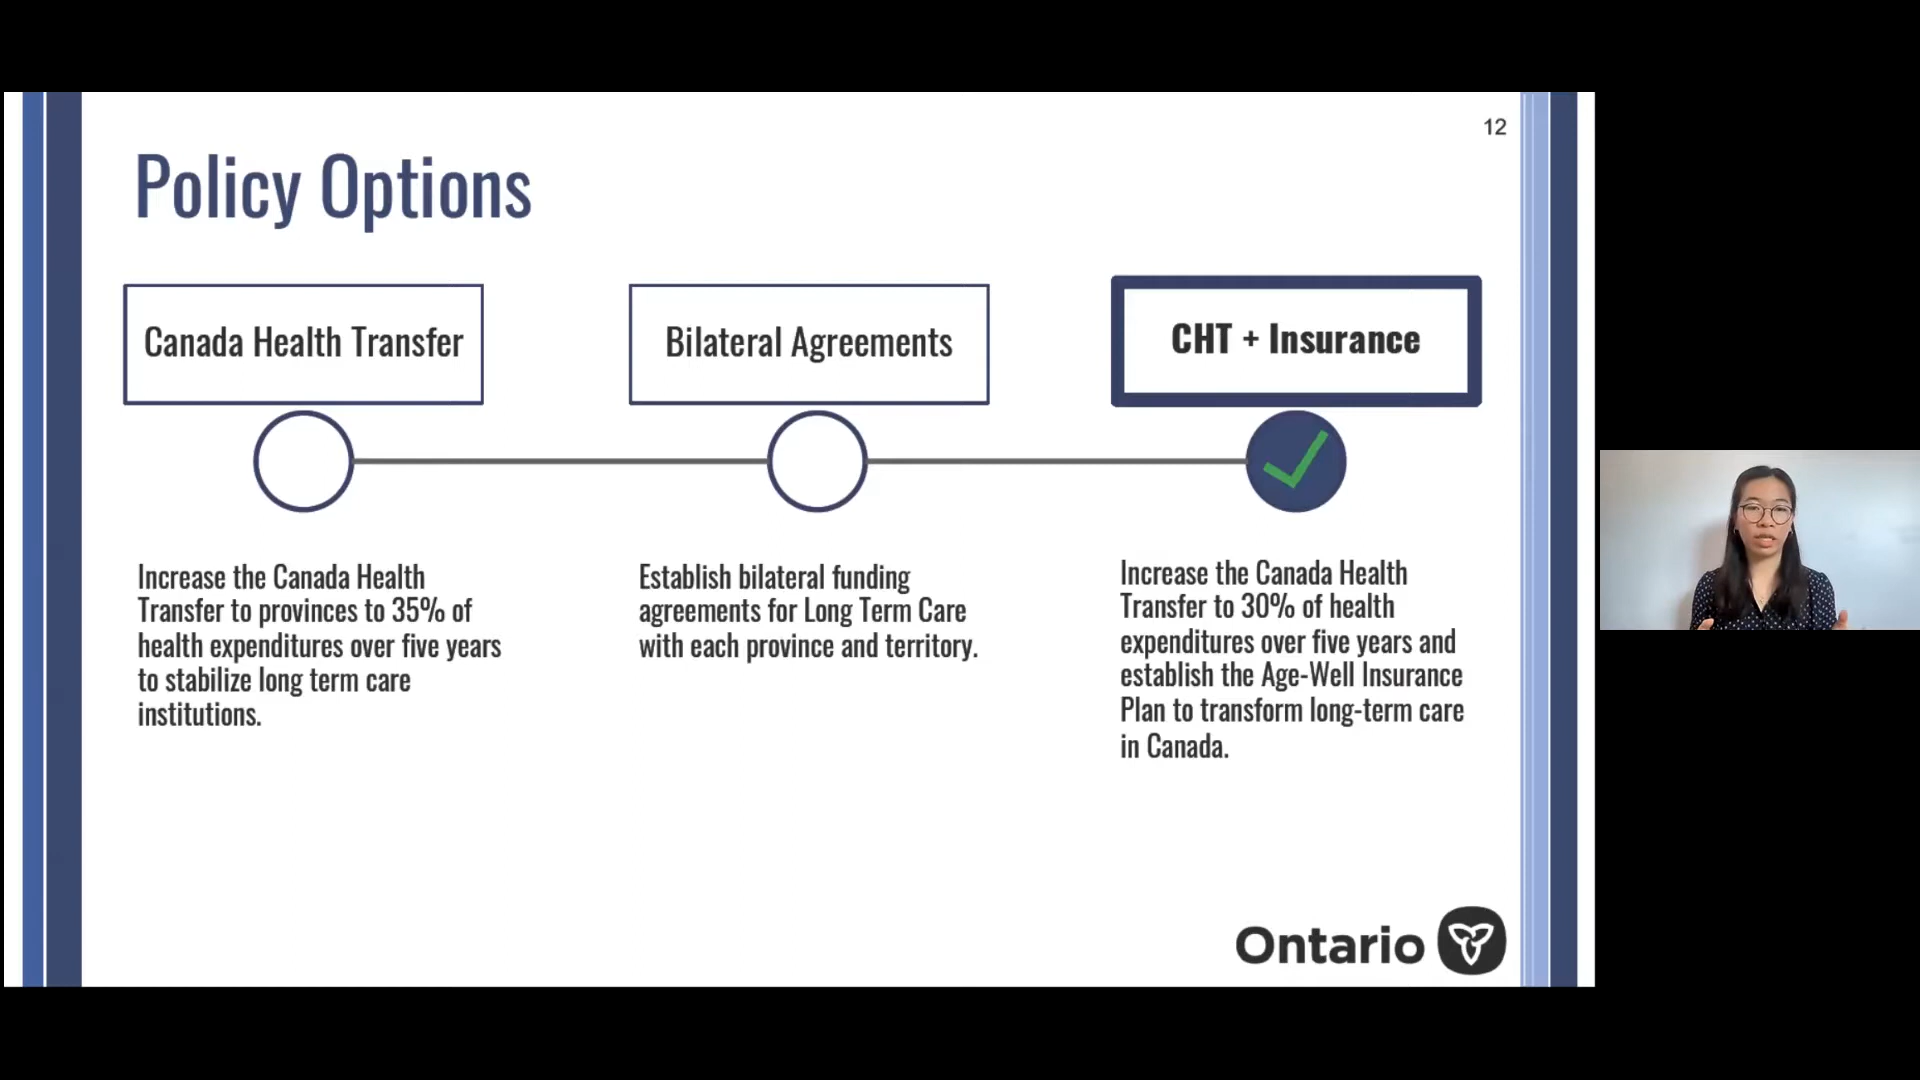 12
Policy Options
Canada Health Transfer
Bilateral Agreements
CHT + Insurance
Increase the Canada Health
Transfer to provinces to 35% of
health expenditures over five years
to stabilize long term care
institutions.
Establish bilateral funding
agreements for Long Term Care
with each province and territory.
Increase the Canada Health
Transfer to 30% of health
expenditures over five years and
establish the Age-Well Insurance
Plan to transform long-term care
in Canada.
Ontario